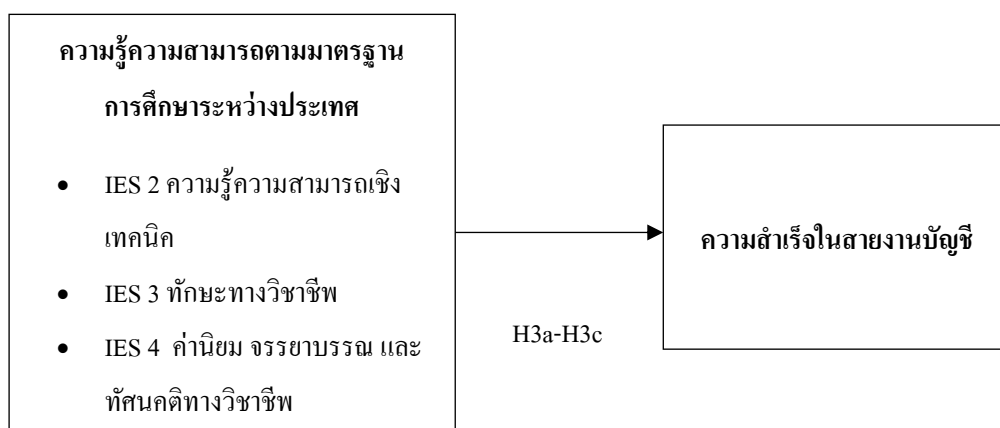 ความรู้ความสามารถตามมาตรฐาน
การศึกษาระหว่างประเทศ
• IES 2 ความรู้ความสามารถเชิง
เทคนิค
• IES 3 ทักษะทางวิชาชีพ
• IES 4 ค่านิยม จรรยาบรรณ และ
ทัศนคติทางวิชาชีพ
H3a-H3c
ความสำเร็จในสายงานบัญชี